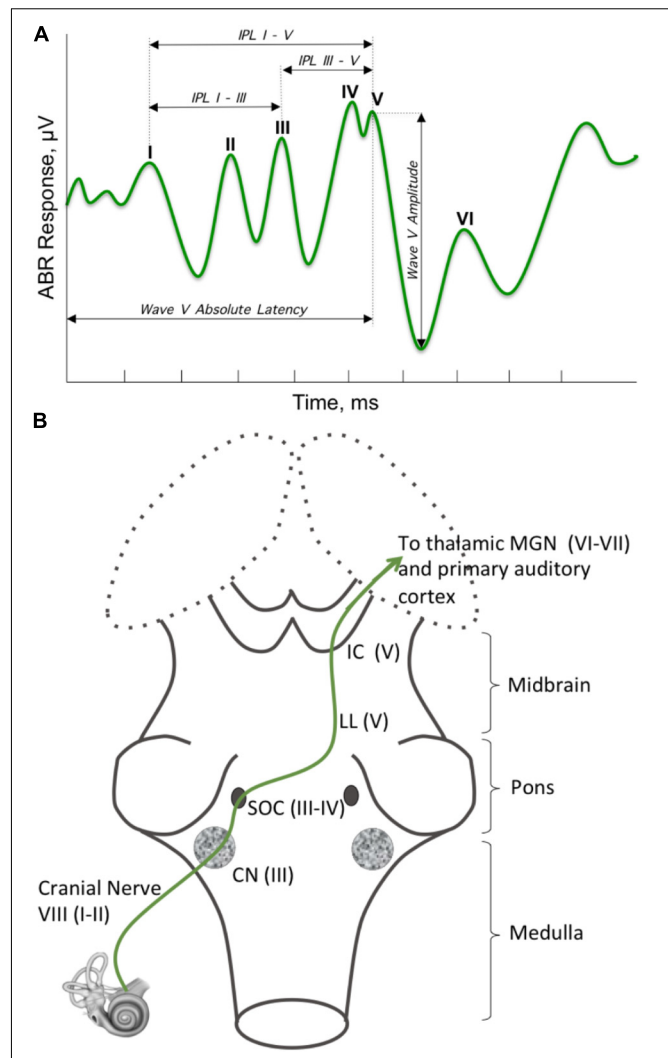 A
IPL I - V
IPL III - V
IPL I - III
I
II
III
IV
V
VI
Wave V Amplitude
Wave V Absolute Latency
ABR Response, µV
Time, ms
B
To thalamic MGN (VI-VII)
and primary auditory
cortex
IC (V)
Midbrain
LL (V)
Pons
SOC (III-IV)
CN (III)
Cranial Nerve
VIII (I-II)
Medulla